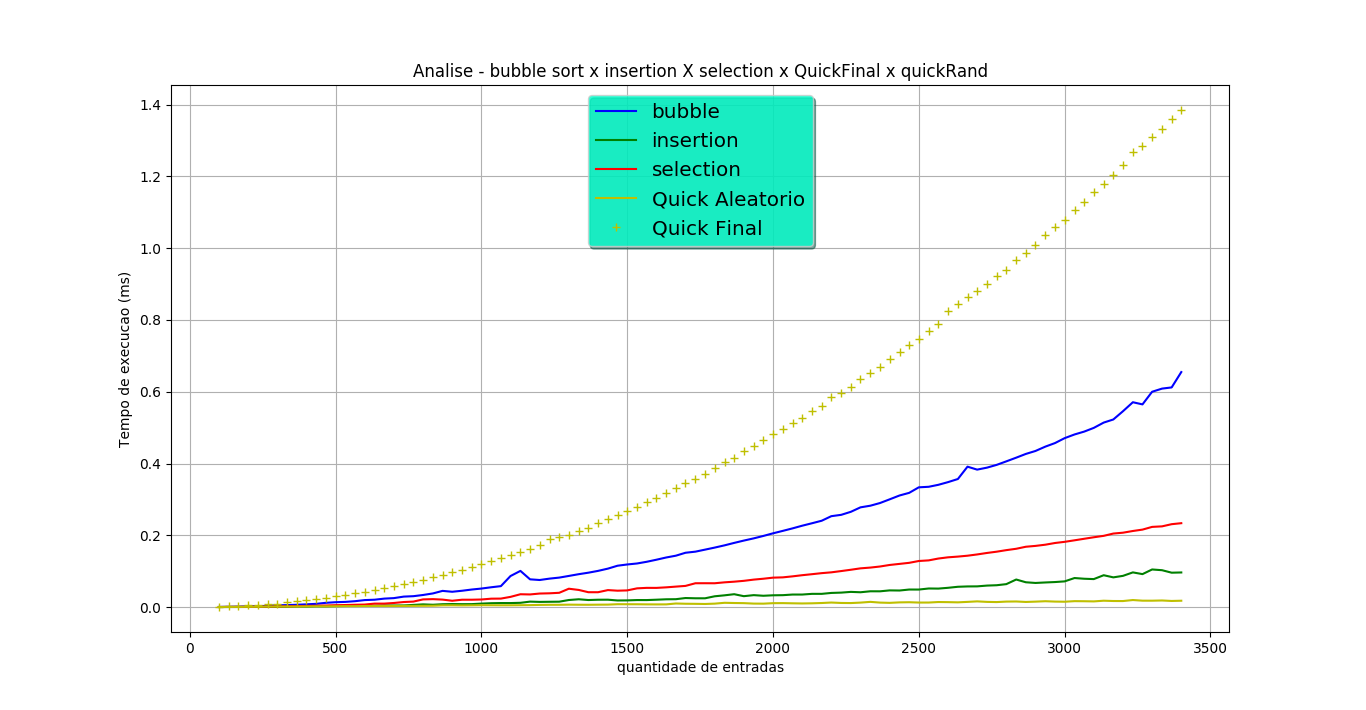 Analise - bubble sort x insertion X selection x QuickFinal x quickRand
bubble
insertion
selection
Quick Aleatorio
Quick Final
Tempo de execucao (ms)
1.4
1.2
1.0
0.8
0.6
0.4
0.2
0.0
0 500 1000 1500 2000 2500 3000 3500
quantidade de entradas